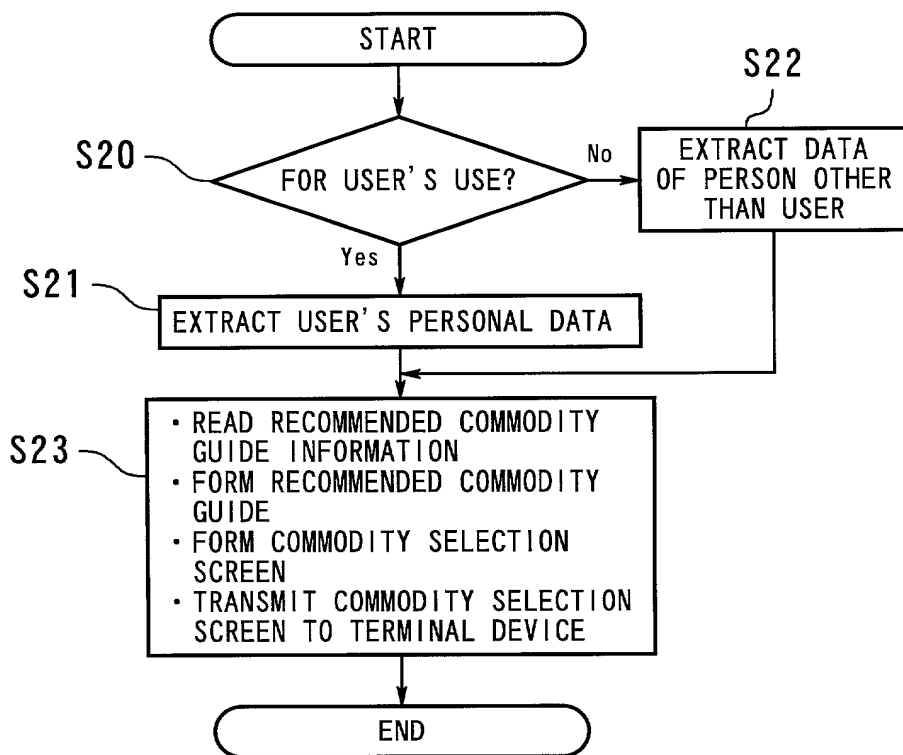 START
S22
S20
FOR USER'S USE?
No
EXTRACT DATA
OF PERSON OTHER
THAN USER
Yes
S21
EXTRACT USER'S PERSONAL DATA
S23
・READ RECOMMENDED COMMODITY
GUIDE INFORMATION
・FORM RECOMMENDED COMMODITY
GUIDE
・FORM COMMODITY SELECTION
SCREEN
・TRANSMIT COMMODITY SELECTION
SCREEN TO TERMINAL DEVICE
END